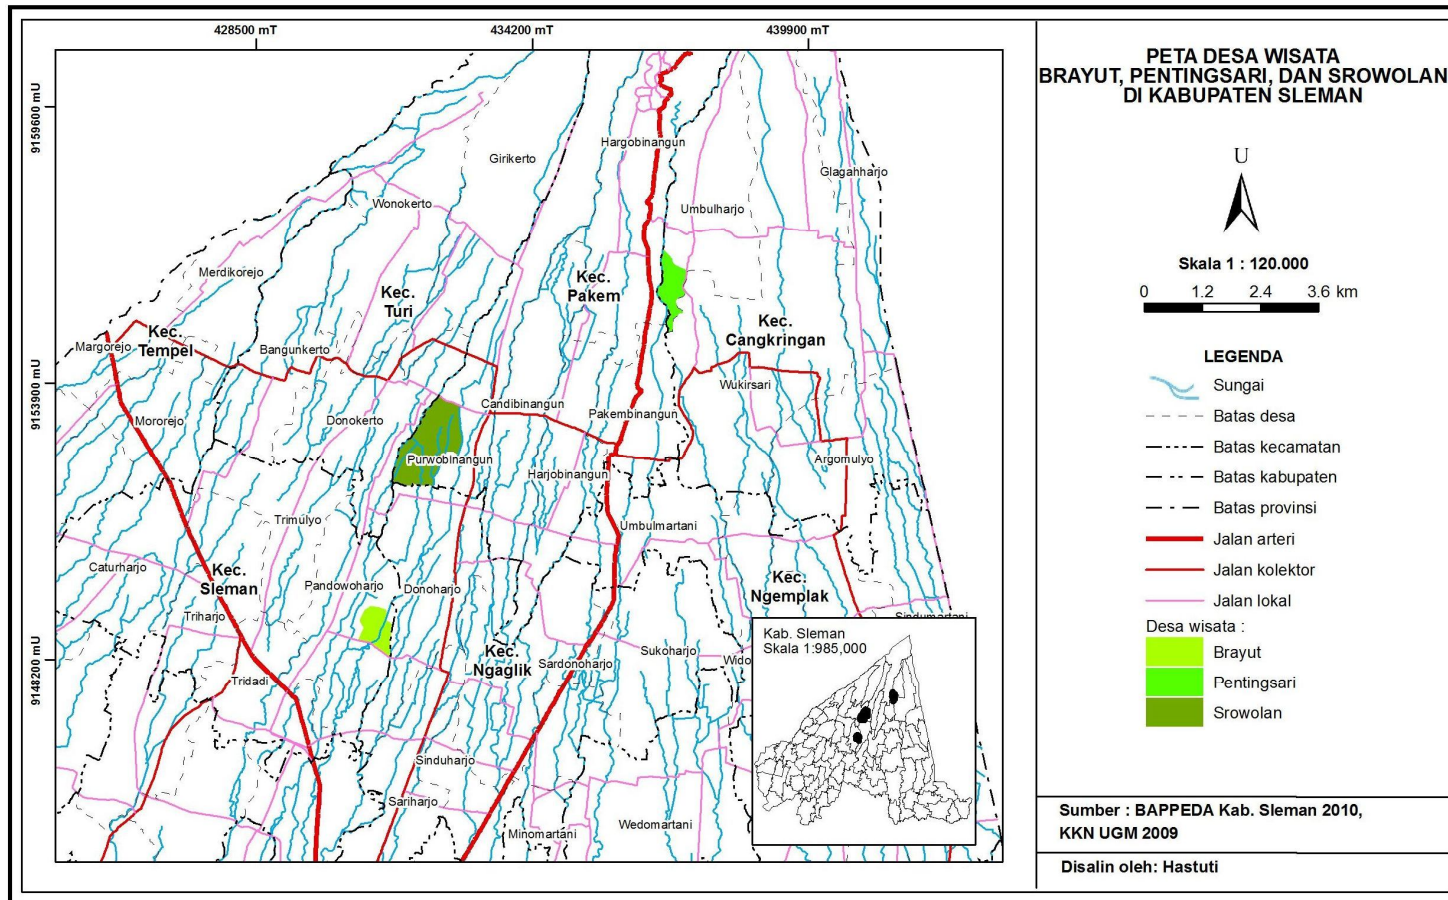 428500 mT
434200 mT
439900 mT
9159600 mU
9153900 mU
9148200 mU
Hargobinangun
Girikerto
Glagahharjo
Wonokerto
Umbulharjo
Merdikorejo
Kec.
Pakem
Kec.
Turi
Kec.
Cangkringan
Kec.
Tempel
Margorejo
Bangunkerto
Wukirsari
Candibinangun
Pakembinangun
Mororejo
Donokerto
Purwobinangun
Argomulyo
Harjobinangun
Trimulyo
Umbulmartani
Caturharjo
Kec.
Sleman
Pandowoharjo
Donoharjo
Kec.
Ngemplak
Triharjo
Sindumartani
Kec.
Ngaglik
Sardonoharjo
Sukoharjo
Wido
Tridadi
Sinduharjo
Sariharjo
Minomartani
Wedomartani
Kab. Sleman
Skala 1:985,000
PETA DESA WISATA
BRAYUT, PENTINGSARI, DAN SROWOLAN
DI KABUPATEN SLEMAN
U
Skala 1 : 120.000
0 1.2 2.4 3.6 km
LEGENDA
Sungai
Batas desa
Batas kecamatan
Batas kabupaten
Batas provinsi
Jalan arteri
Jalan kolektor
Jalan lokal
Desa wisata :
Brayut
Pentingsari
Srowolan
Sumber : BAPPEDA Kab. Sleman 2010,
KKN UGM 2009
Disalin oleh: Hastuti